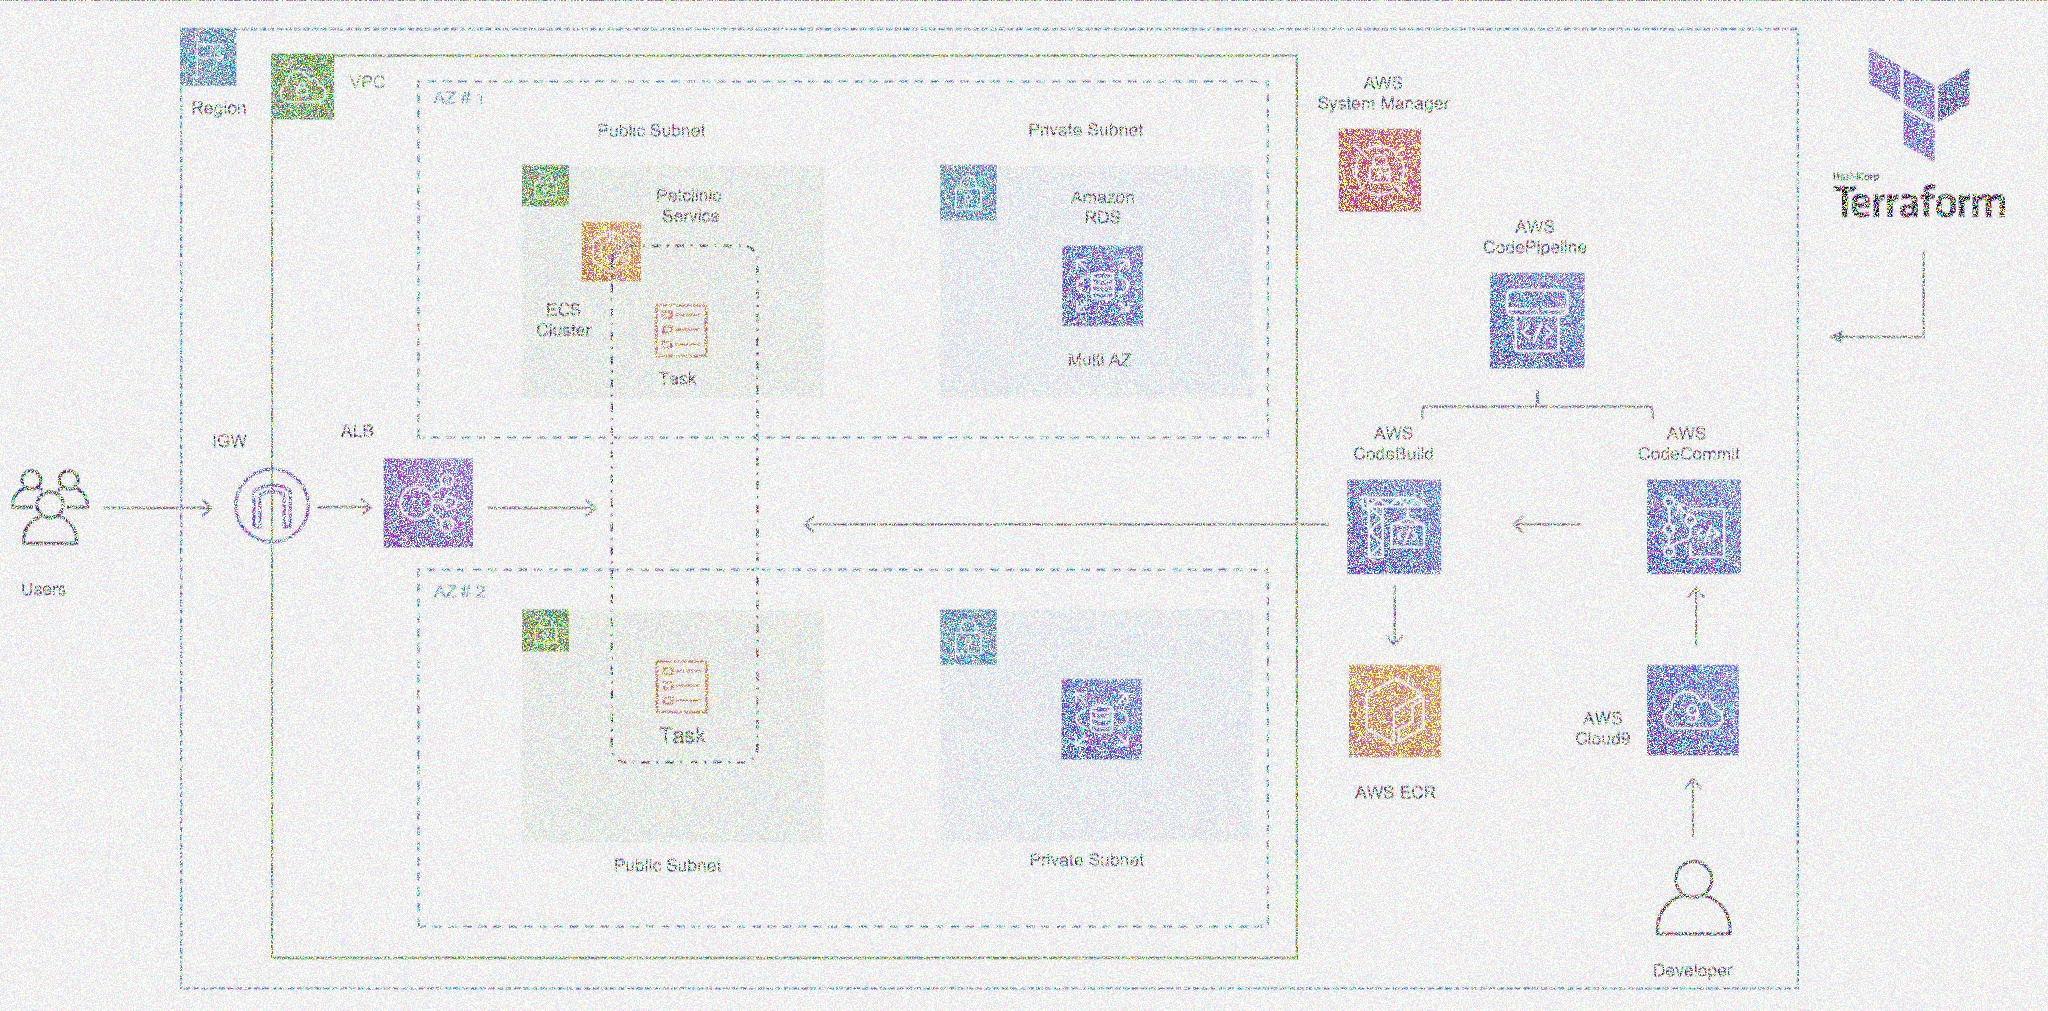 Region
VPC
AZ # 1
Public Subnet
Private Subnet
Petclinic
Service
ECS
Cluster
Task
Amazon
RDS
Multi AZ
AWS
System Manager
HashiCorp
Terraform
AWS
CodePipeline
AWS
CodeBuild
AWS
CodeCommit
IGW
ALB
Users
AZ # 2
Task
Public Subnet
Private Subnet
AWS ECR
AWS
Cloud9
9
Developer